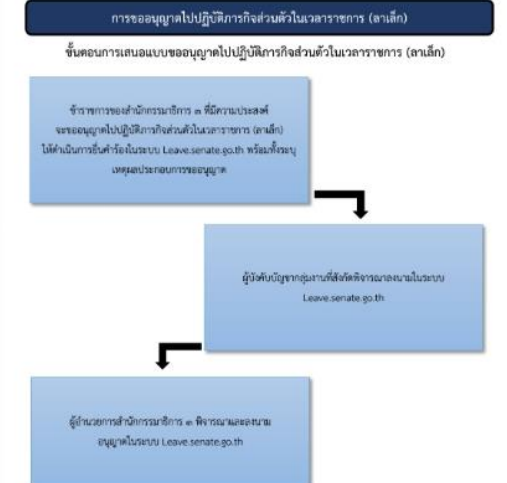 การขออนุญาตไปปฏิบัติภารกิจส่วนตัวในเวลาราชการ (ลาเล็ก)
ขั้นตอนการเสนอแบบขออนุญาตไปปฏิบัติภารกิจส่วนตัวในเวลาราชการ (ลาเล็ก)
ข้าราชการของสำนักกรรมาธิการ ๓ ที่มีความประสงค์
จะขออนุญาตไปปฏิบัติภารกิจส่วนตัวในเวลาราชการ (ลาเล็ก)
ให้ดำเนินการยื่นคำร้องในระบบ Leave.senate.go.th พร้อมทั้งระบุ
เหตุผลประกอบการขออนุญาต
ผู้บังคับบัญชากลุ่มงานที่สังกัดพิจารณาลงนามในระบบ
Leave.senate.go.th
ผู้อำนวยการสำนักกรรมาธิการ ๓ พิจารณาและลงนาม
อนุญาตในระบบ Leave.senate.go.th